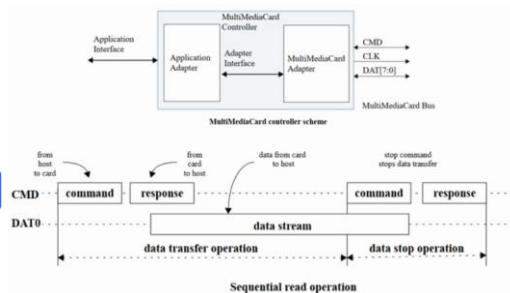 MultiMediaCard
Controller
Application
Interface
Application
Adapter
Adapter
Interface
MultiMediaCard
Adapter
CMD
CLK
DAT[7:0]
MultiMediaCard Bus
MultiMediaCard controller scheme
from
host
to card
from
card
to host
data from card
to host
stop command
stops data transfer
CMD
command
response
command
response
DAT0
data stream
data transfer operation
data stop operation
Sequential read operation